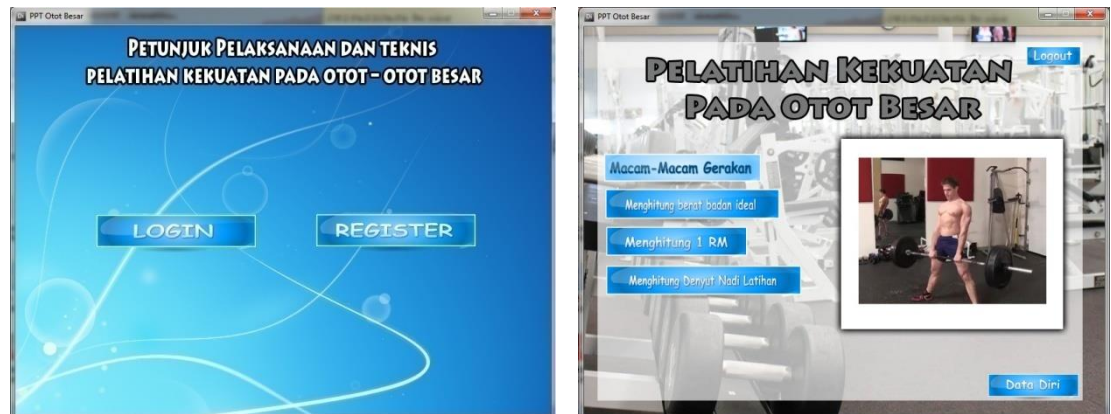 PPT Otot Besar
PETUNJUK PELAKSANAAN DAN TEKNIS
PELATIHAN KEKUATAN PADA OTOT - OTOT BESAR
LOGIN
REGISTER
PPT Otot Besar
Logout
PELATIHAN KEKUATAN
PADA OTOT BESAR
Macam-Macam Gerakan
Menghitung berat badan ideal
Menghitung 1 RM
Menghitung Denyut Nadi Latihan
Data Diri